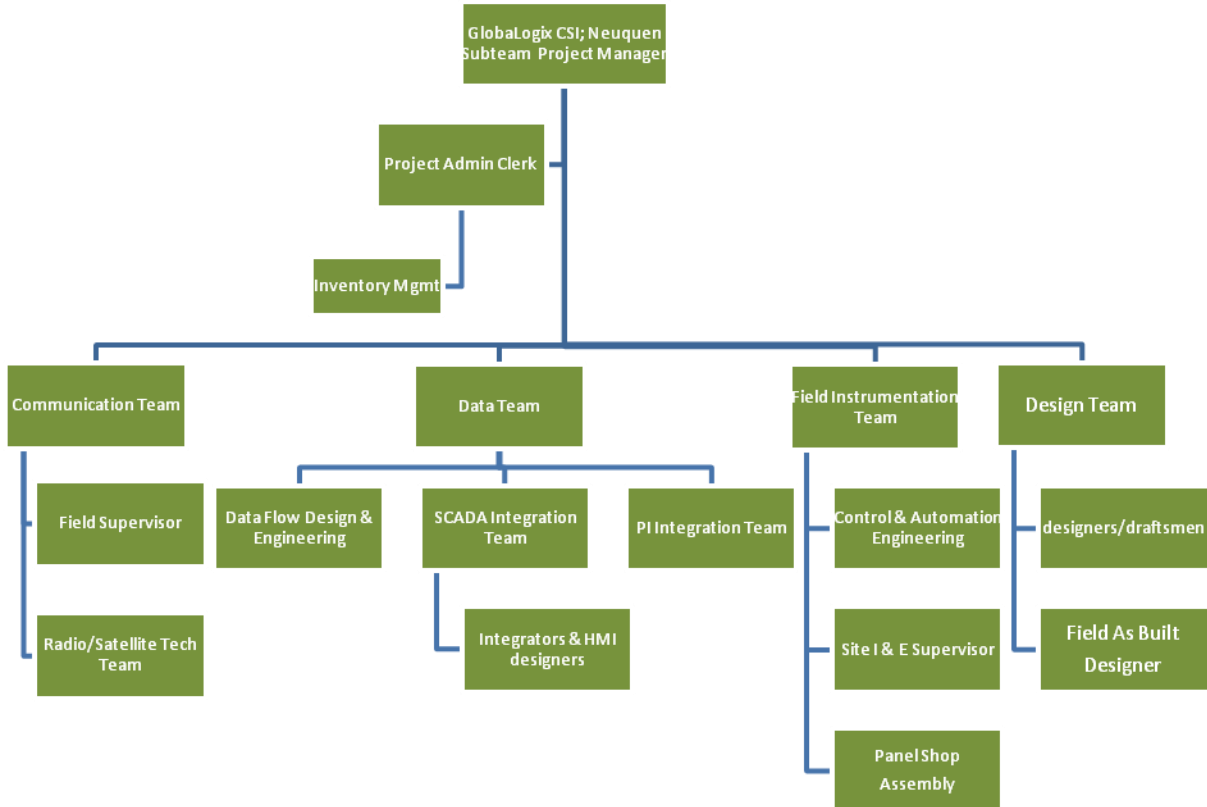 GlobaLogix CSI; Neuquen
Subteam Project Manager
Project Admin Clerk
Inventory Mgmt
Communication Team
Data Team
Field Instrumentation
Team
Design Team
Field Supervisor
Data Flow Design &
Engineering
SCADA Integration
Team
PI Integration Team
Control & Automation
Engineering
designers/draftsmen
Radio/Satellite Tech
Team
Integrators & HMI
designers
Site I & E Supervisor
Field As Built
Designer
Panel Shop
Assembly